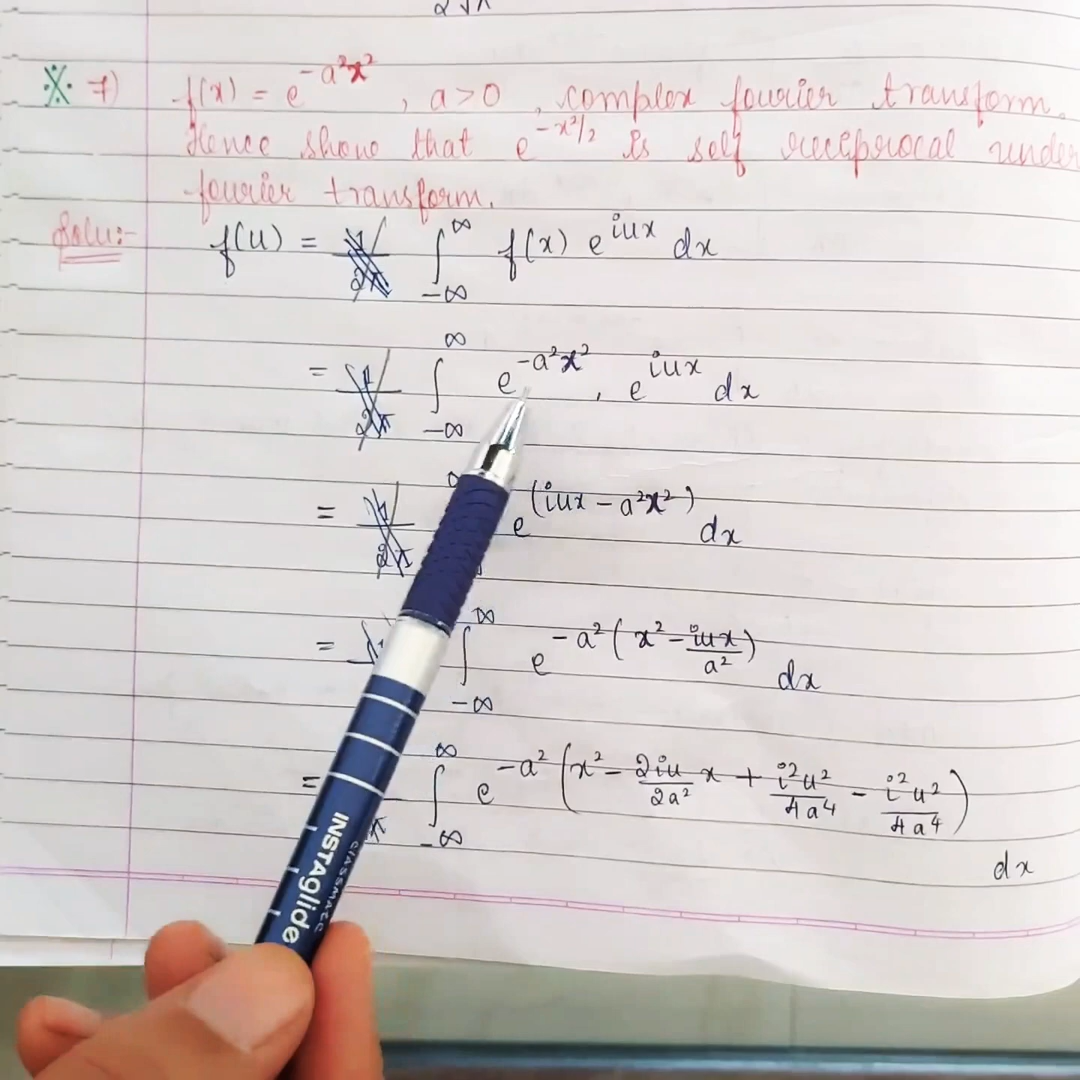 ※ 7) f(x) = e^{-a²x²}, a>0, complex fourier transform.
Hence show that e^{-x²/2} is self reciprocal under
fourier transform.
Solu:- f(u) = ∫_{-∞}^{∞} f(x) e^{iux} dx
= ∫_{-∞}^{∞} e^{-a²x²} . e^{iux} dx
= e^{(iux - a²x²)} dx
= ∫_{-∞}^{∞} e^{-a²(x² - iux/a²)} dx
= ∫_{-∞}^{∞} e^{-a²(x² - 2iu/2a² x + i²u²/4a⁴ - i²u²/4a⁴)}
dx
classmate
INSTAglide